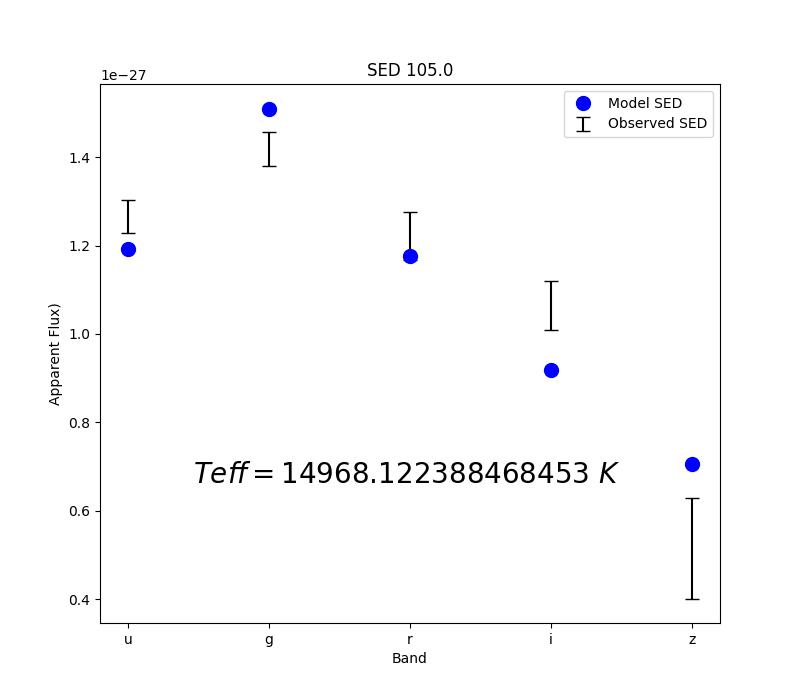 SED 105.0
1e−27
Model SED
Observed SED
1.4
1.2
1.0
0.8
0.6
0.4
Apparent Flux)
Teff = 14968.122388468453 K
u g r i z
Band